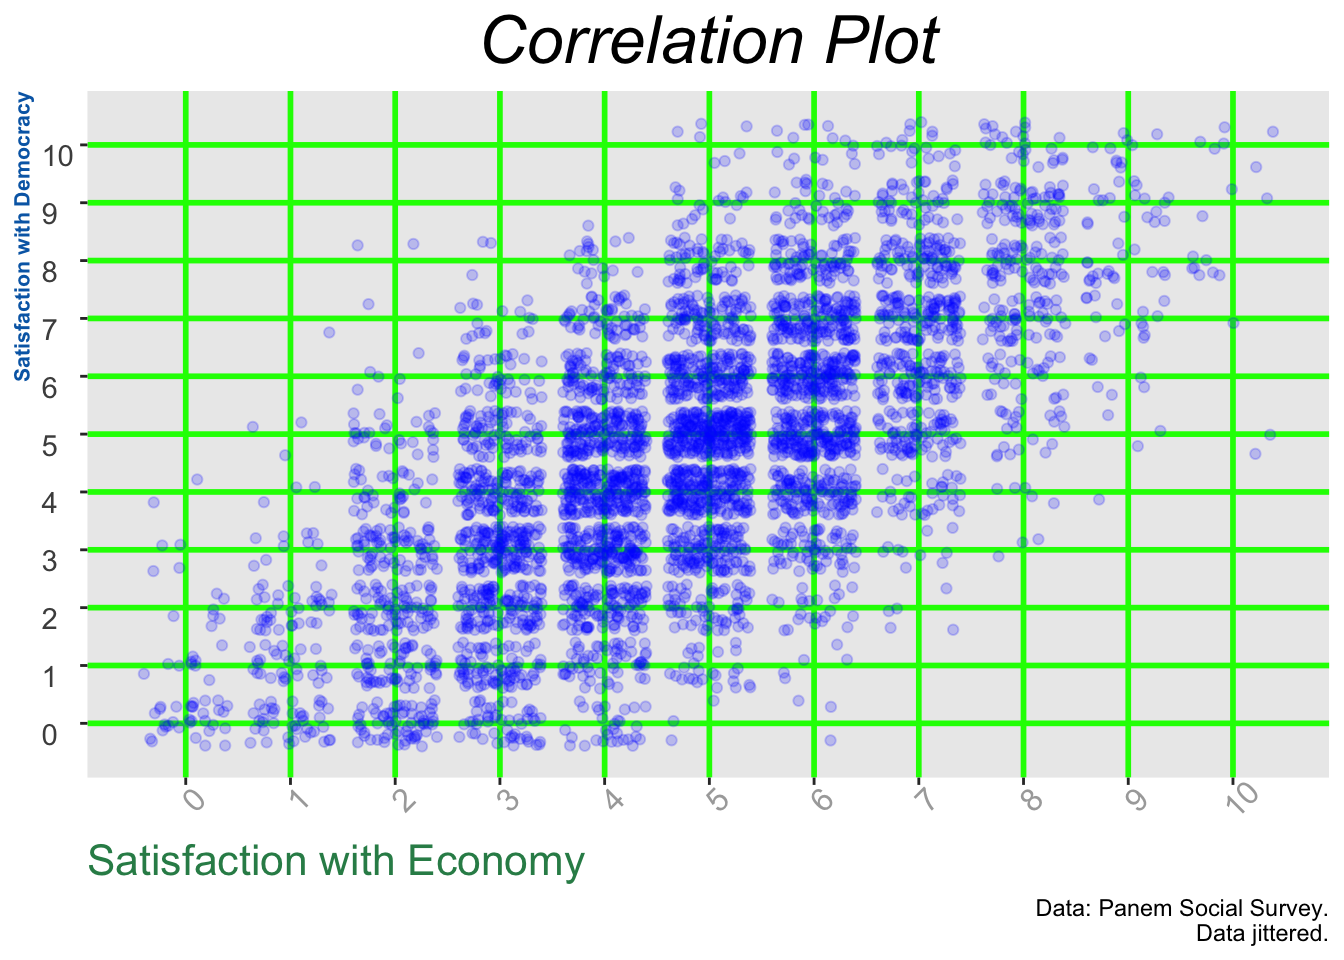 Correlation Plot
Satisfaction with Democracy
10
9
8
7
6
5
4
3
2
1
0
0 1 2 3 4 5 6 7 8 9 10
Satisfaction with Economy
Data: Panem Social Survey.
Data jittered.